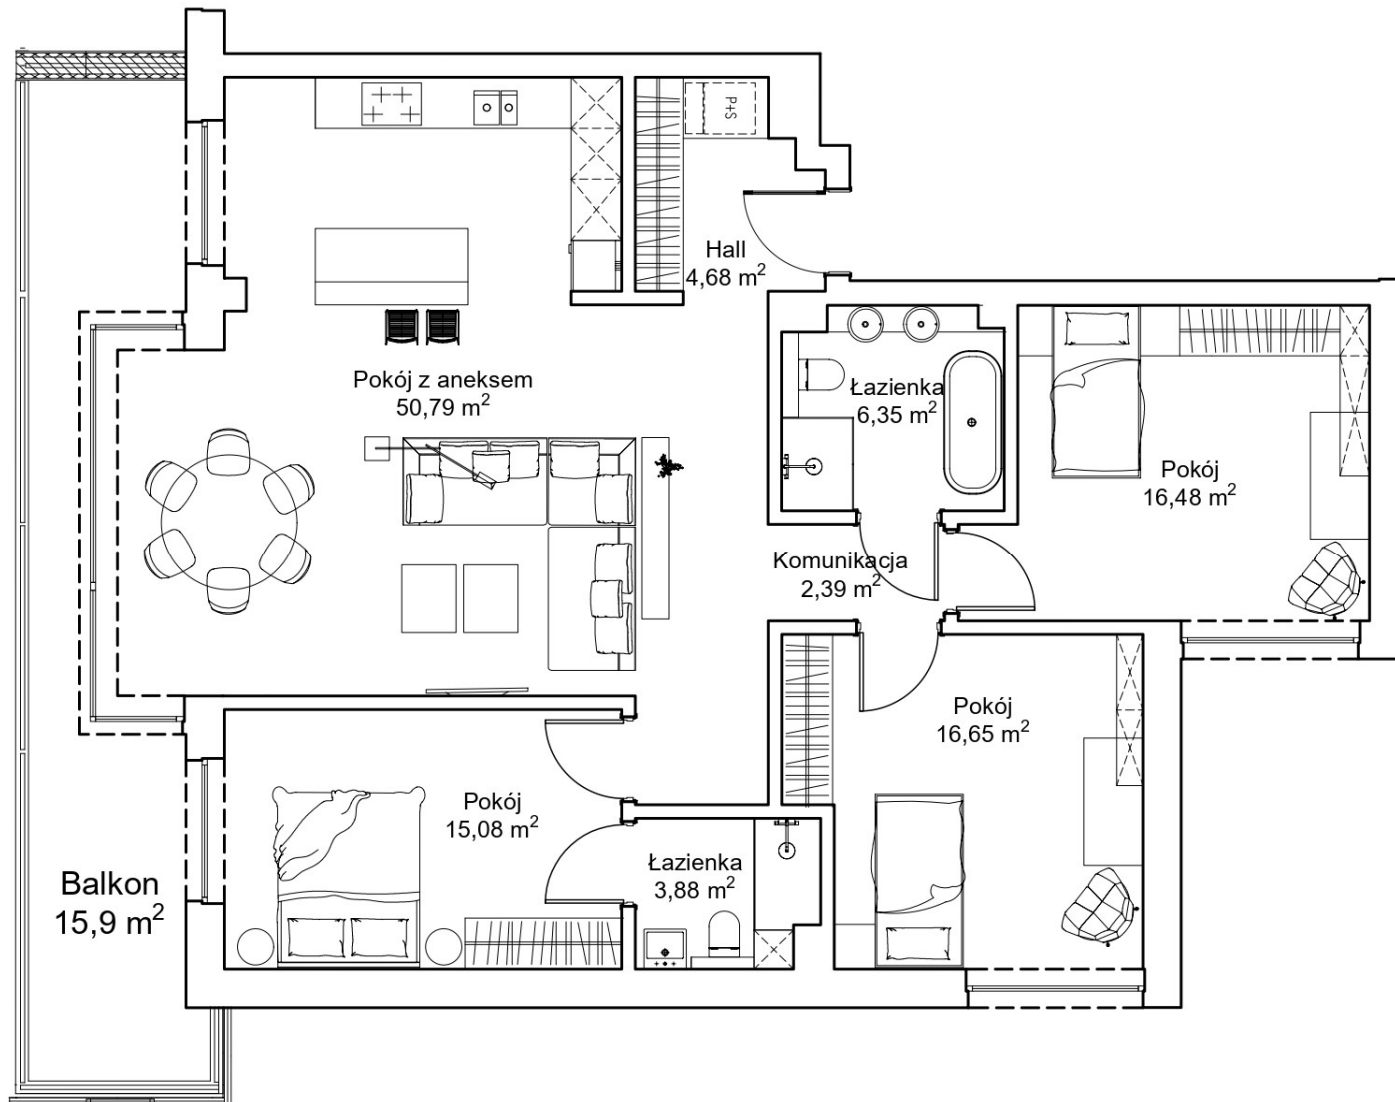 P+S
Hall
4,68 m²
Pokój z aneksem
50,79 m²
Łazienka
6,35 m²
Pokój
16,48 m²
Komunikacja
2,39 m²
Pokój
16,65 m²
Pokój
15,08 m²
Łazienka
3,88 m²
Balkon
15,9 m²